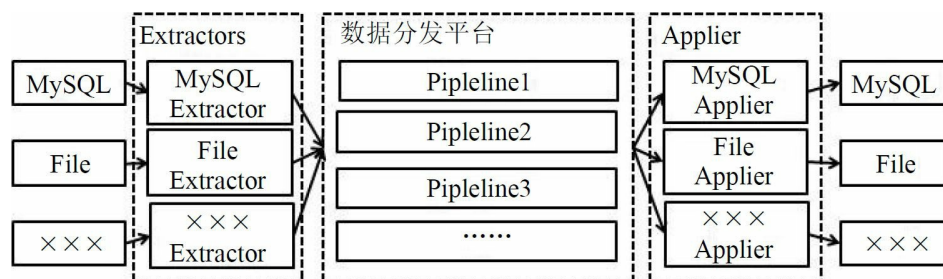 Extractors
数据分发平台
Applier
MySQL
MySQL
Extractor
Pipleline1
MySQL
Applier
MySQL
File
File
Extractor
Pipleline2
File
Applier
File
×××
×××
Extractor
Pipleline3
……
×××
Applier
×××